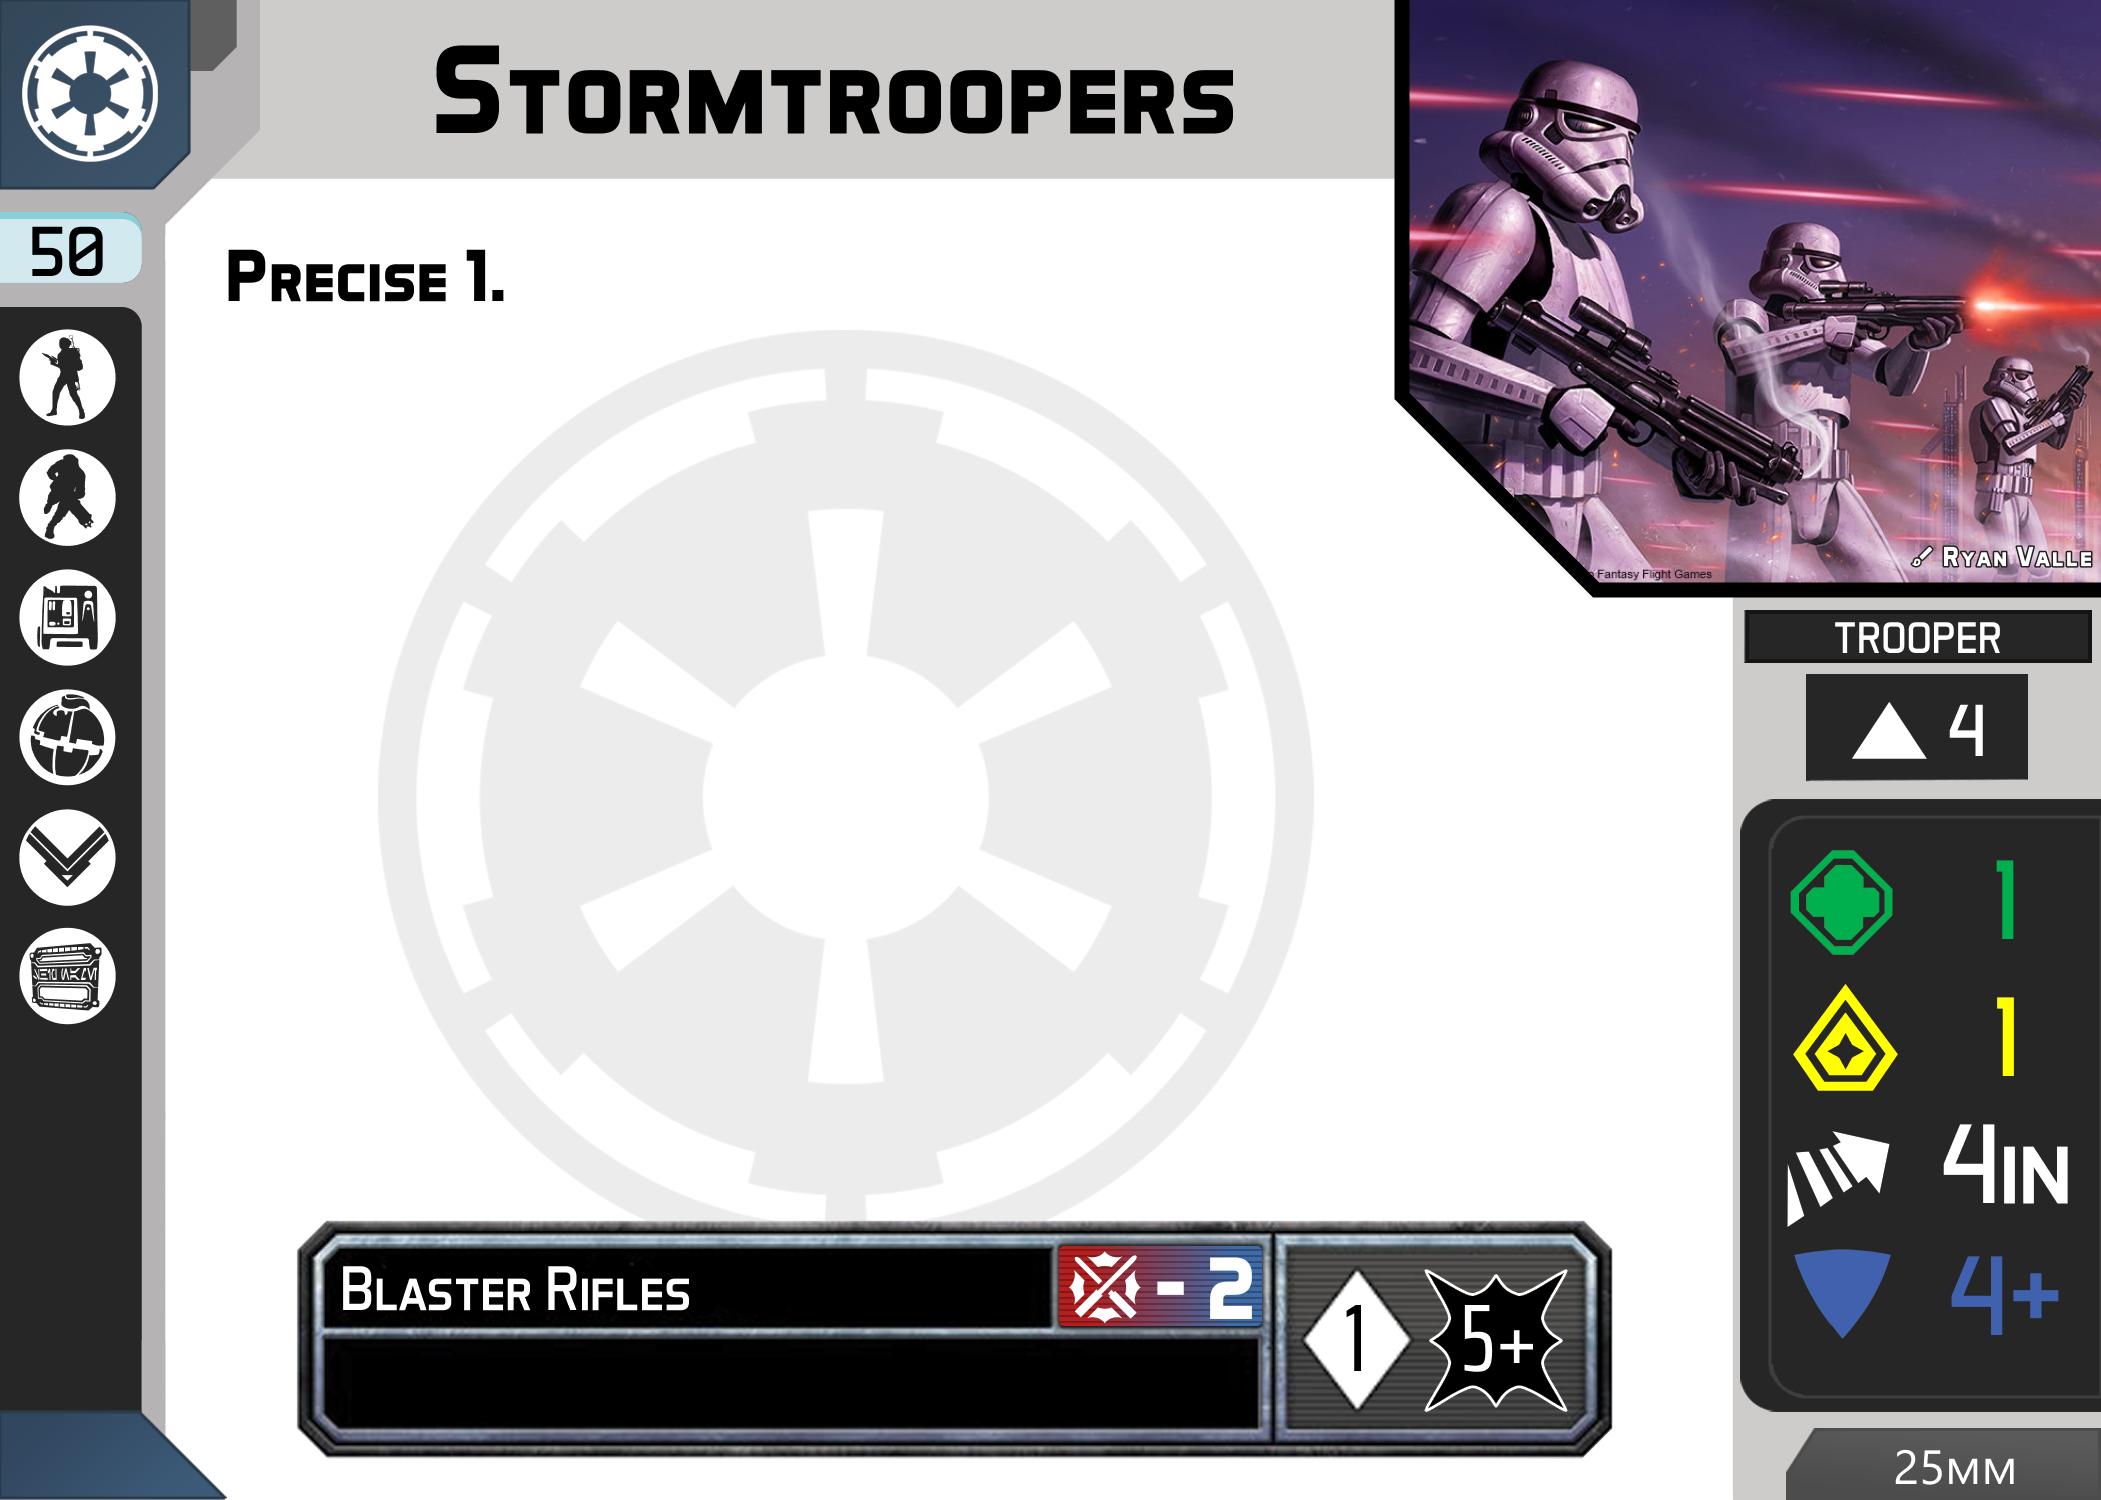 STORMTROOPERS
50
PRECISE 1.
RYAN VALLE
Fantasy Flight Games
TROOPER
4
1
1
4IN
4+
BLASTER RIFLES
- 2
1
5+
25MM